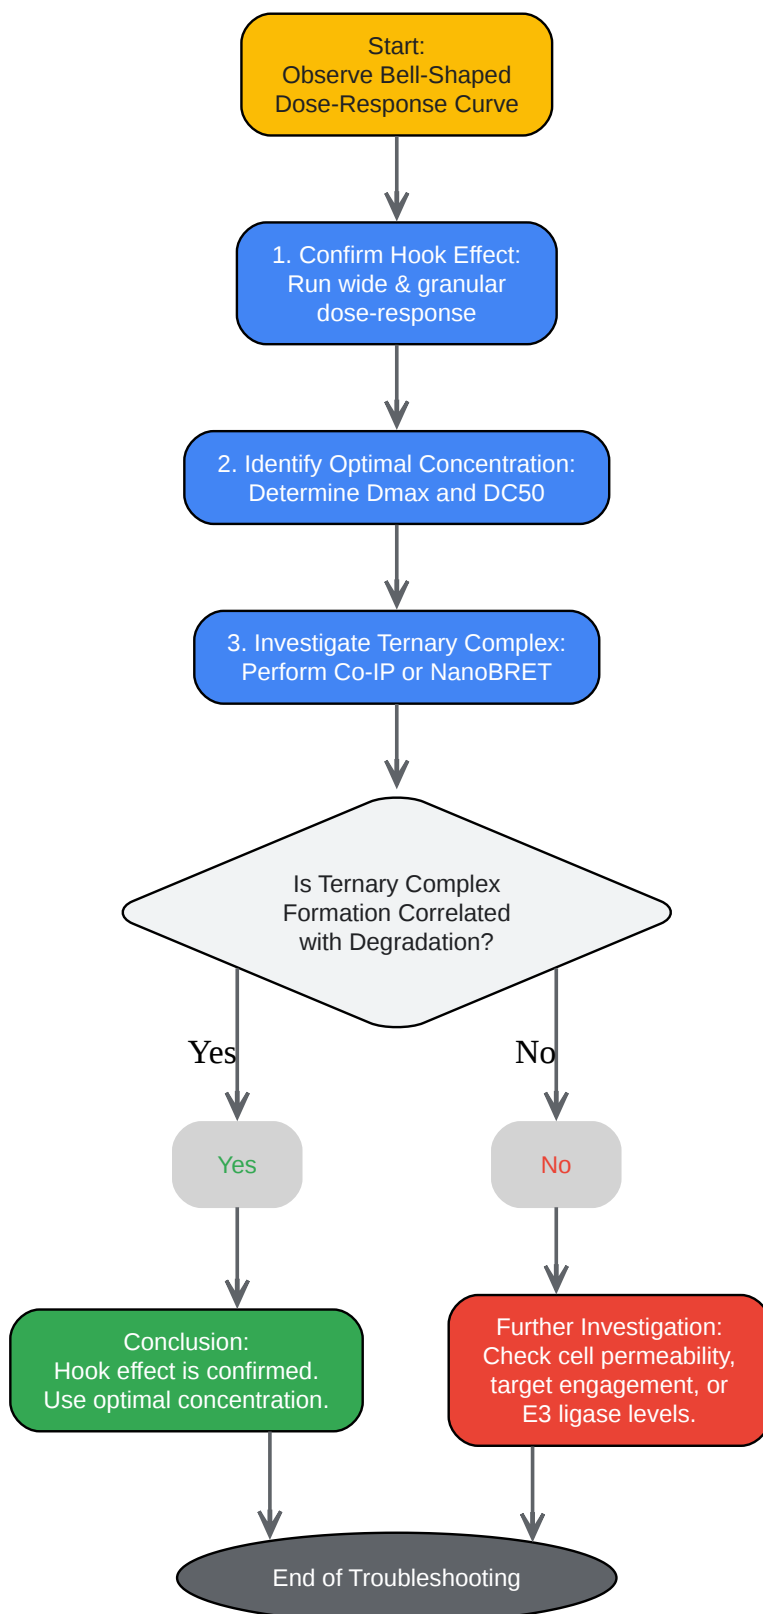 Start:
Observe Bell-Shaped
Dose-Response Curve
1. Confirm Hook Effect:
Run wide & granular
dose-response
2. Identify Optimal Concentration:
Determine Dmax and DC50
3. Investigate Ternary Complex:
Perform Co-IP or NanoBRET
Is Ternary Complex
Formation Correlated
with Degradation?
Yes
No
Yes
No
Conclusion:
Hook effect is confirmed.
Use optimal concentration.
Further Investigation:
Check cell permeability,
target engagement, or
E3 ligase levels.
End of Troubleshooting